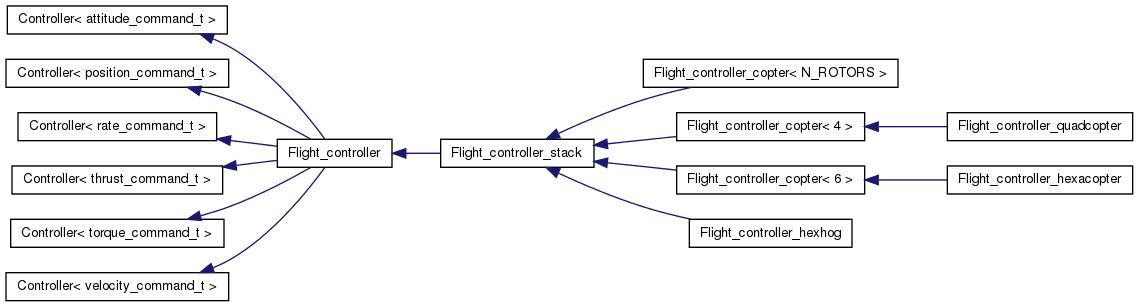 Controller< attitude_command_t >
Controller< position_command_t >
Controller< rate_command_t >
Controller< thrust_command_t >
Controller< torque_command_t >
Controller< velocity_command_t >
Flight_controller
Flight_controller_stack
Flight_controller_copter< N_ROTORS >
Flight_controller_copter< 4 >
Flight_controller_copter< 6 >
Flight_controller_hexhog
Flight_controller_quadcopter
Flight_controller_hexacopter